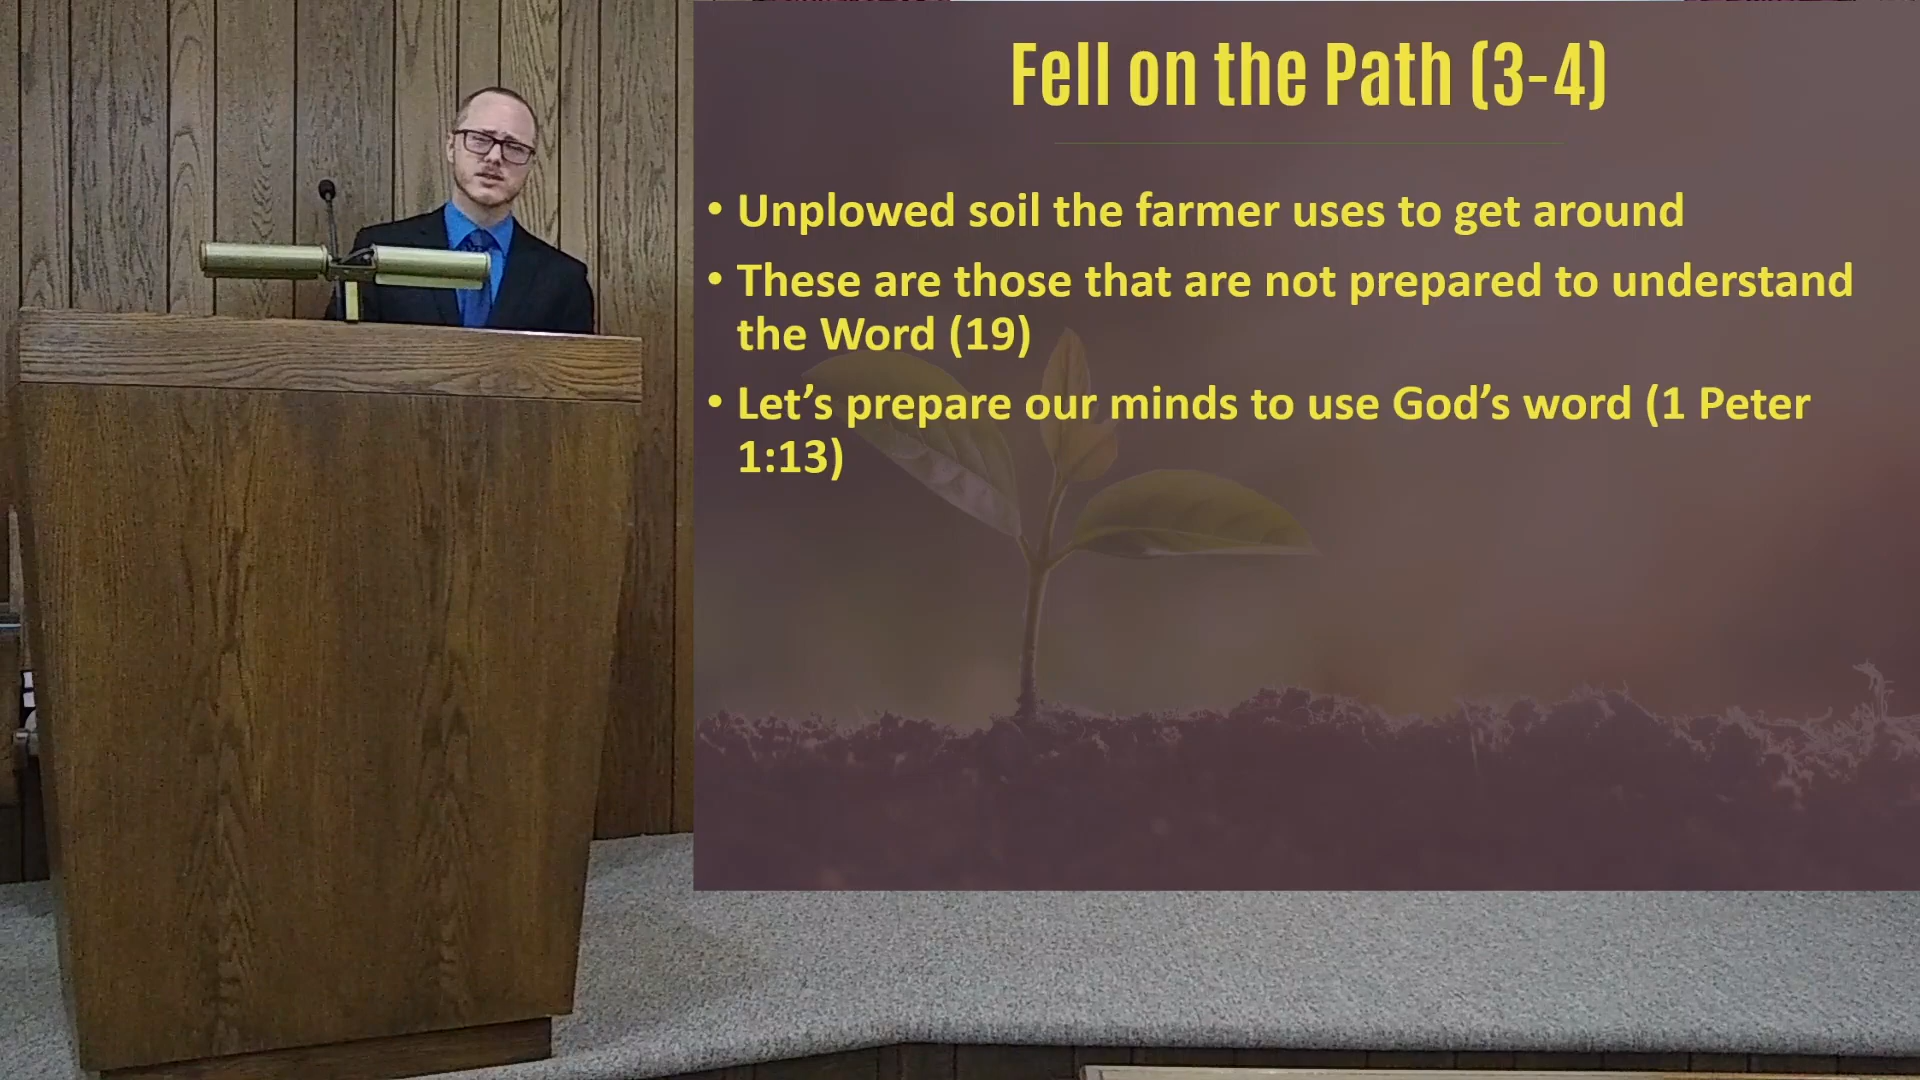 Fell on the Path (3-4)
• Unplowed soil the farmer uses to get around
• These are those that are not prepared to understand
the Word (19)
• Let’s prepare our minds to use God’s word (1 Peter
1:13)